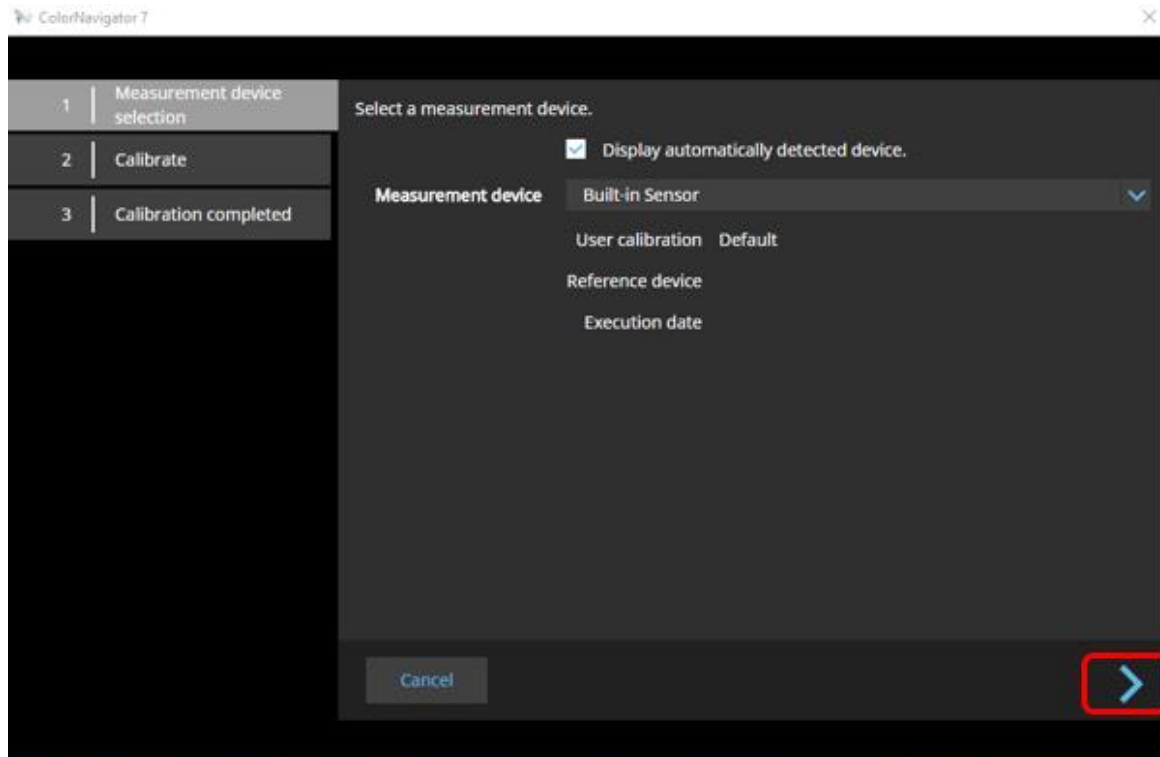 ColorNavigator 7
1
Measurement device
selection
2
Calibrate
3
Calibration completed
Select a measurement device.
Display automatically detected device.
Measurement device
Built-in Sensor
User calibration Default
Reference device
Execution date
Cancel